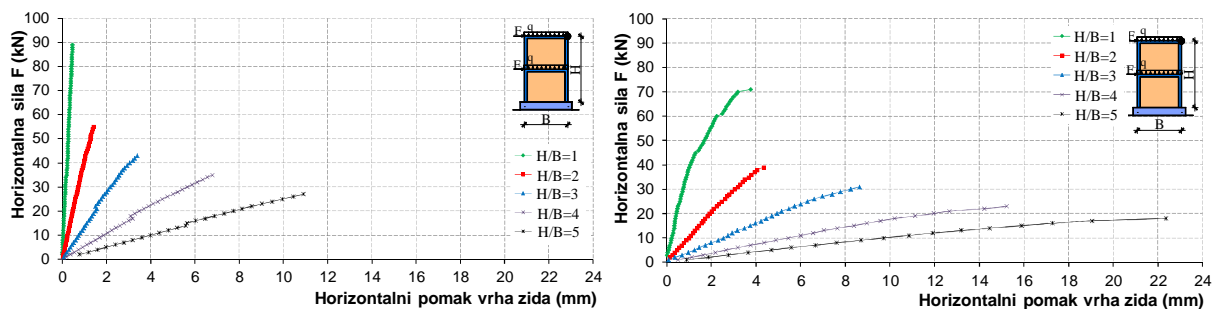 Horizontalna sila F (kN)
100
90
80
70
60
50
40
30
20
10
0
0 2 4 6 8 10 12 14 16 18 20 22 24
Horizontalni pomak vrha zida (mm)
q
F
q
F
H
B
H/B=1
H/B=2
H/B=3
H/B=4
H/B=5
Horizontalna sila F (kN)
100
90
80
70
60
50
40
30
20
10
0
0 2 4 6 8 10 12 14 16 18 20 22 24
Horizontalni pomak vrha zida (mm)
H/B=1
H/B=2
H/B=3
H/B=4
H/B=5
q
F
q
F
H
B